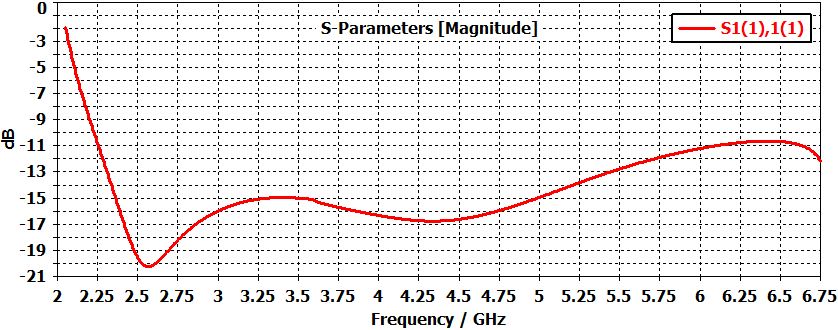 S-Parameters [Magnitude]
S1(1),1(1)
0
-3
-5
-7
-9
-11
-13
-15
-17
-19
-21
dB
2 2.25 2.5 2.75 3 3.25 3.5 3.75 4 4.25 4.5 4.75 5 5.25 5.5 5.75 6 6.25 6.5 6.75
Frequency / GHz